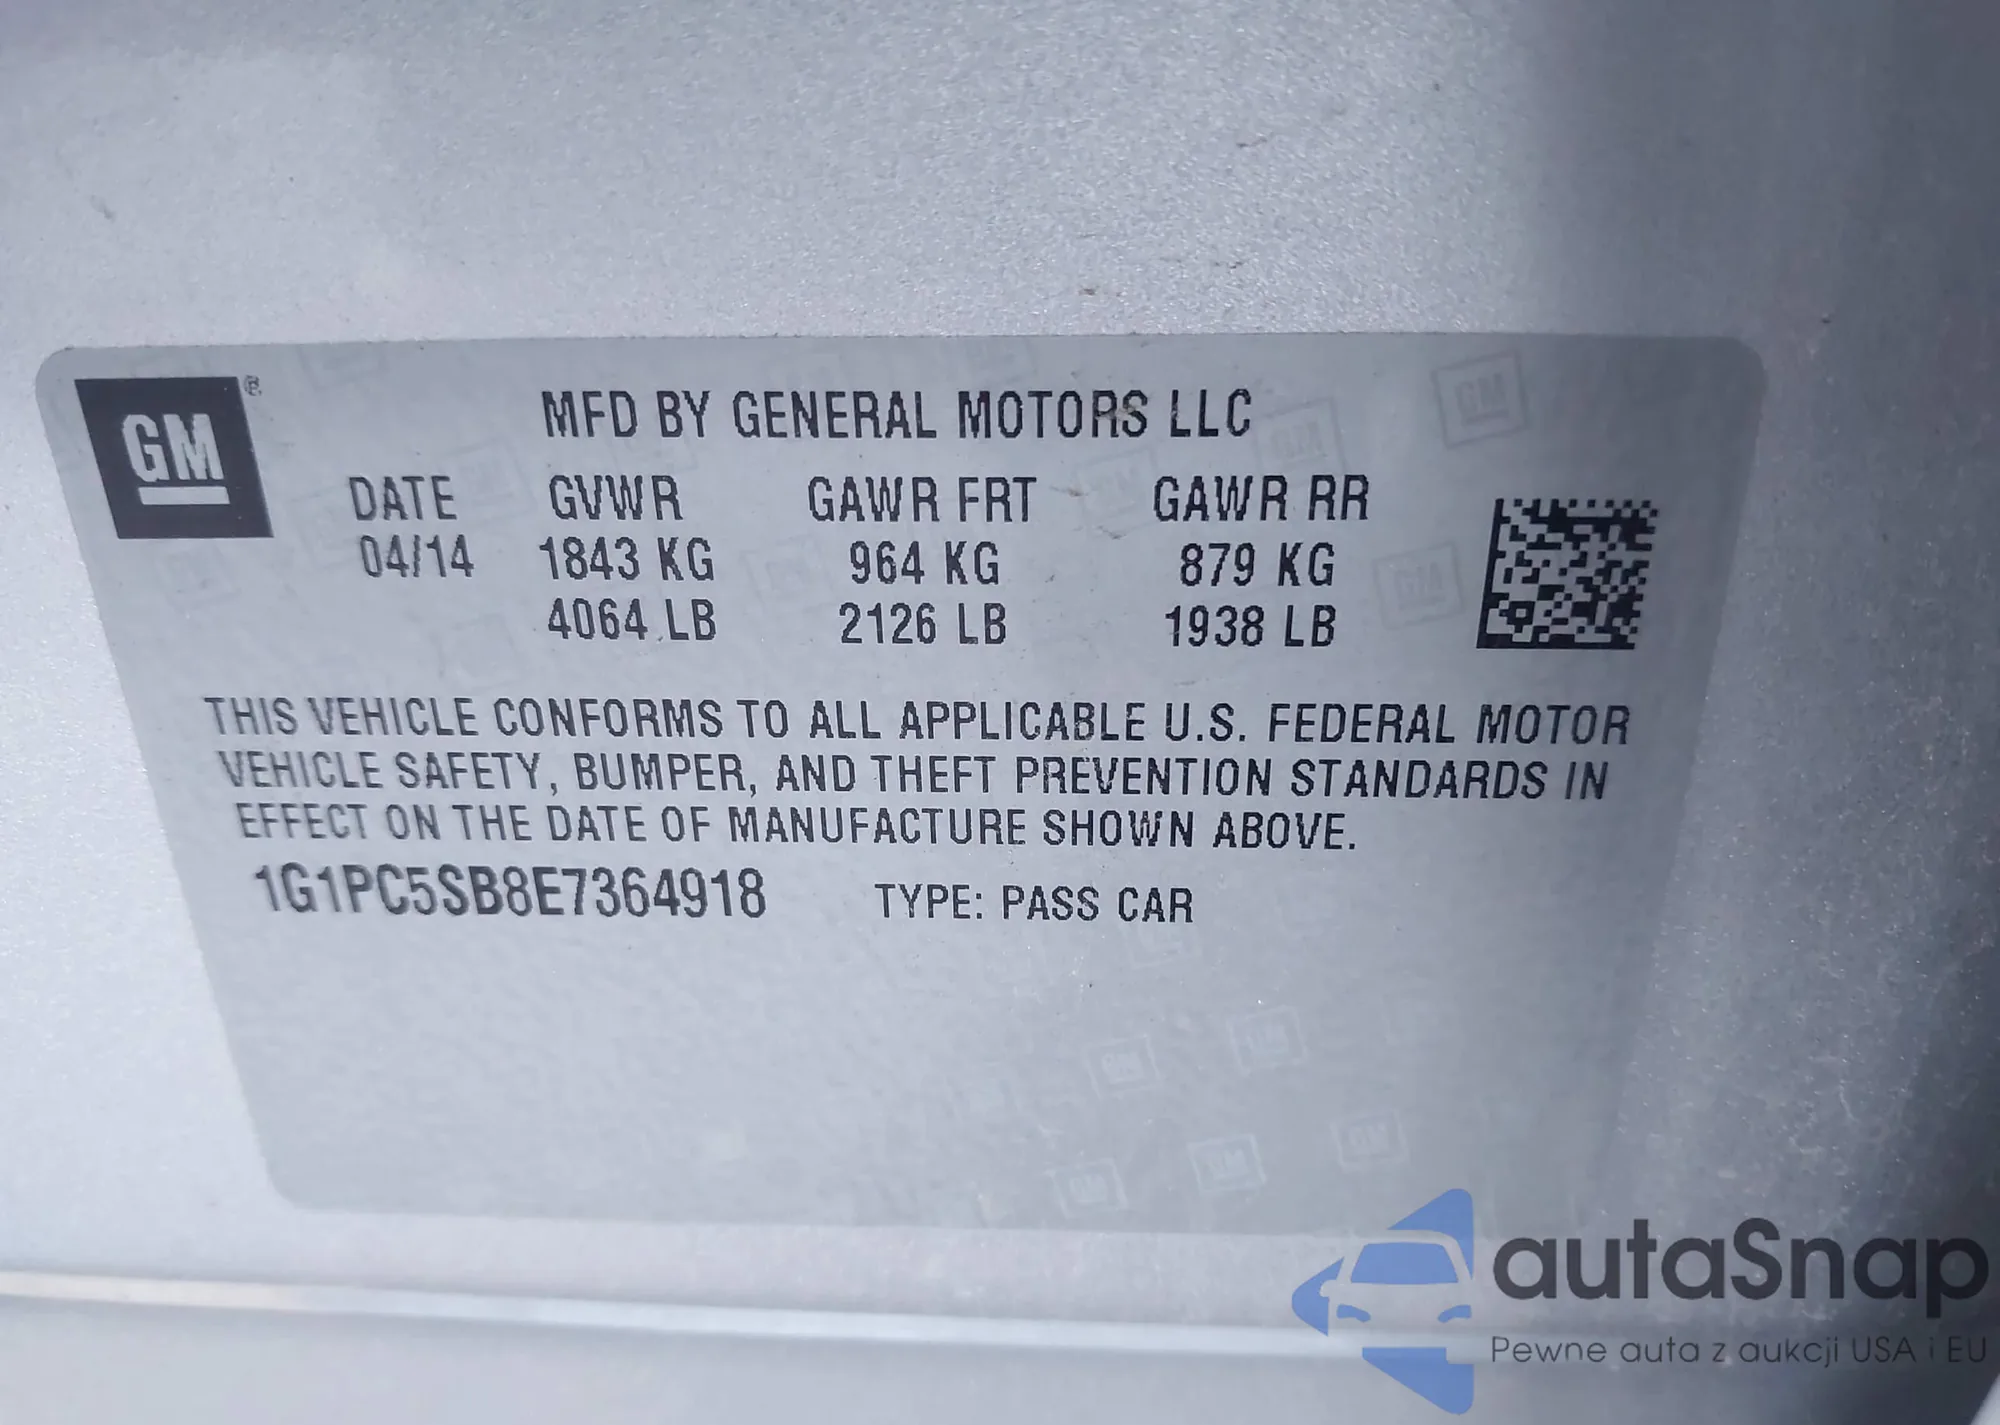 GM ®
MFD BY GENERAL MOTORS LLC
DATE GVWR GAWR FRT GAWR RR
04/14 1843 KG 964 KG 879 KG
4064 LB 2126 LB 1938 LB
THIS VEHICLE CONFORMS TO ALL APPLICABLE U.S. FEDERAL MOTOR
VEHICLE SAFETY, BUMPER, AND THEFT PREVENTION STANDARDS IN
EFFECT ON THE DATE OF MANUFACTURE SHOWN ABOVE.
1G1PC5SB8E7364918 TYPE: PASS CAR
autaSnap
Pewne auta z aukcji USA i EU